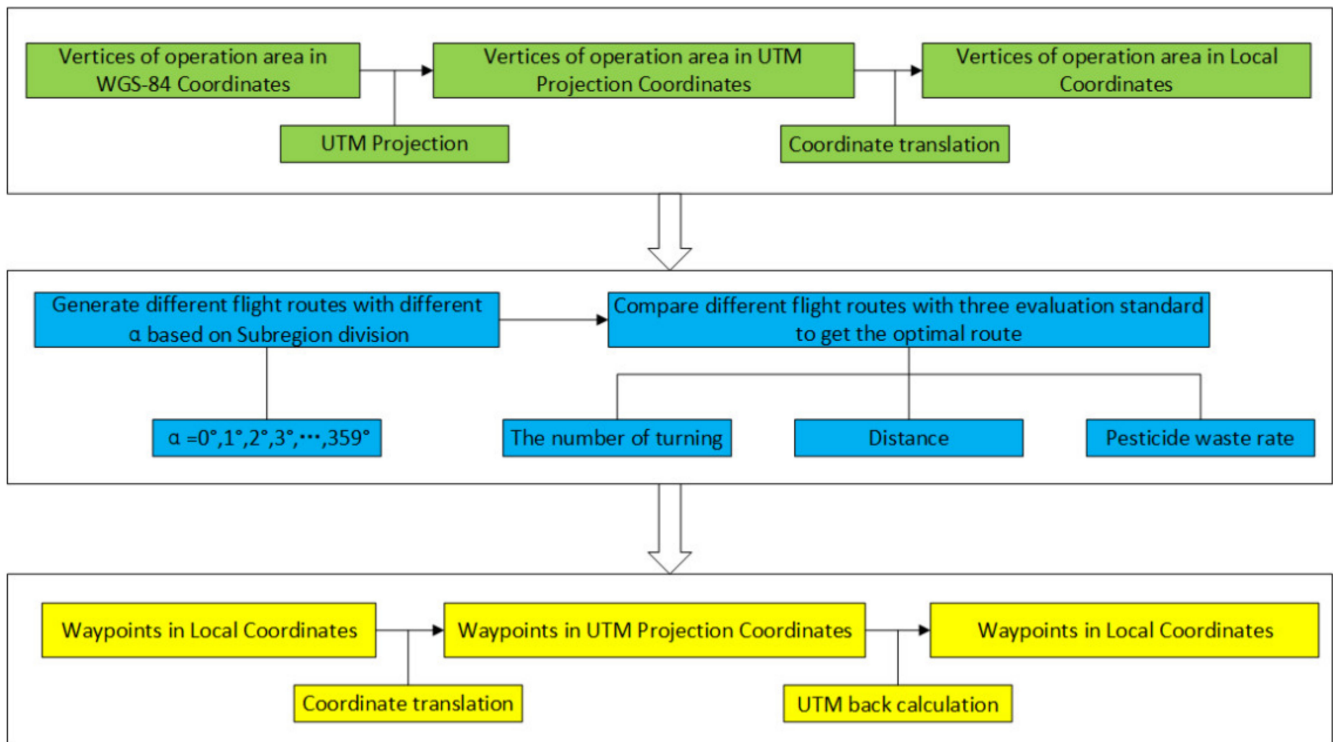 Vertices of operation area in
WGS-84 Coordinates
Vertices of operation area in UTM
Projection Coordinates
Vertices of operation area in Local
Coordinates
UTM Projection
Coordinate translation
Generate different flight routes with different
α based on Subregion division
Compare different flight routes with three evaluation standard
to get the optimal route
α =0°,1°,2°,3°,⋯,359°
The number of turning
Distance
Pesticide waste rate
Waypoints in Local Coordinates
Waypoints in UTM Projection Coordinates
Waypoints in Local Coordinates
Coordinate translation
UTM back calculation